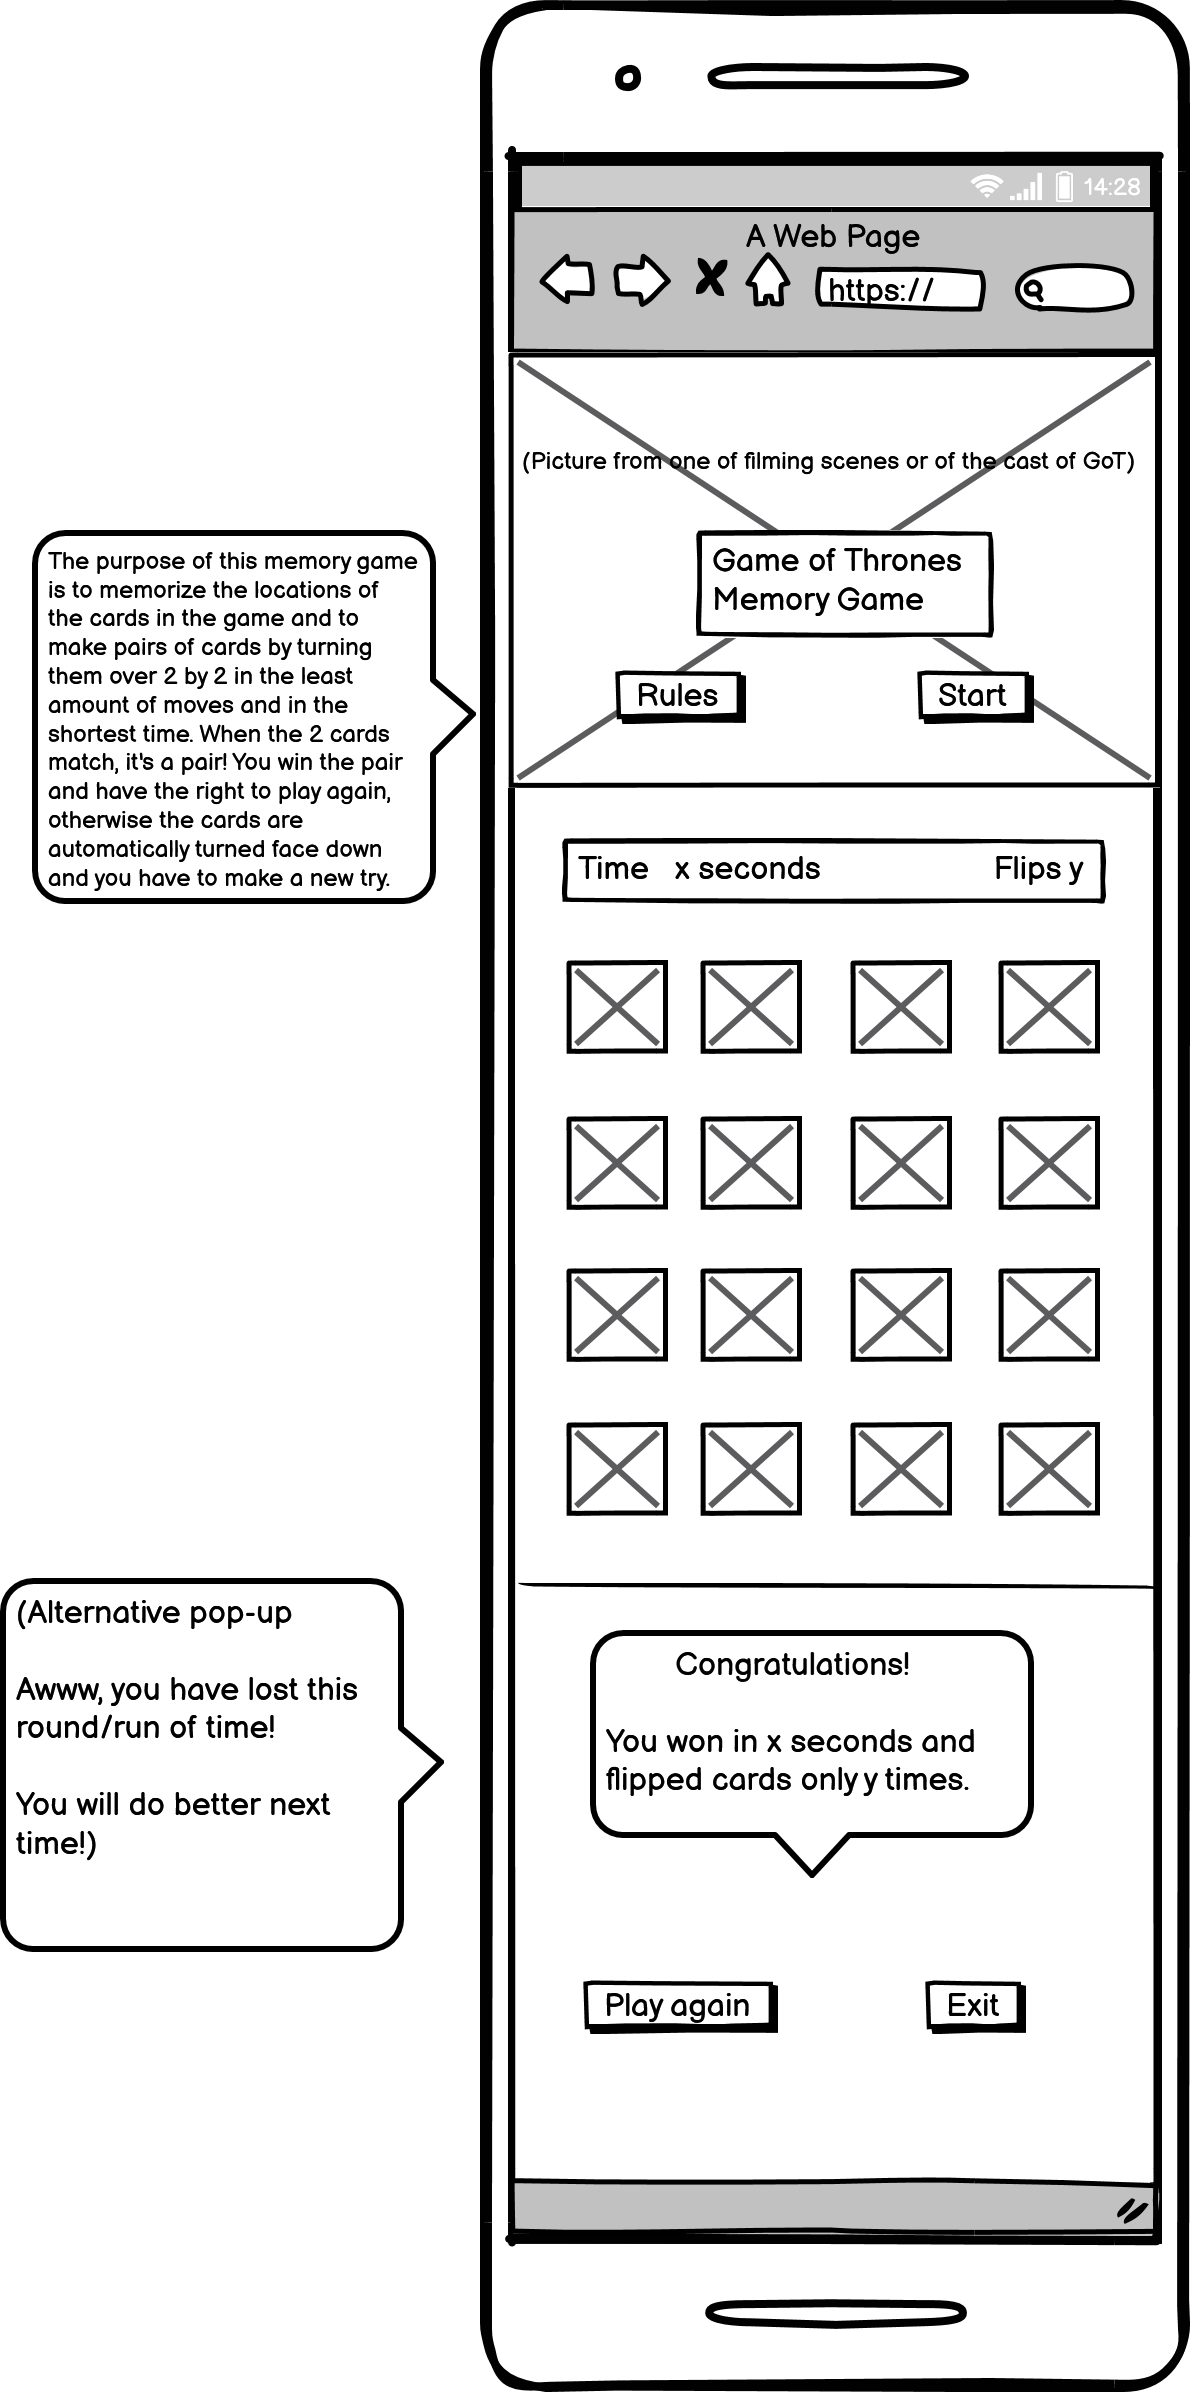 14:28
A Web Page
https://
(Picture from one of filming scenes or of the cast of GoT)
Game of Thrones
Memory Game
Rules
Start
The purpose of this memory game
is to memorize the locations of
the cards in the game and to
make pairs of cards by turning
them over 2 by 2 in the least
amount of moves and in the
shortest time. When the 2 cards
match, it's a pair! You win the pair
and have the right to play again,
otherwise the cards are
automatically turned face down
and you have to make a new try.
Time x seconds Flips y
(Alternative pop-up
Awww, you have lost this
round/run of time!
You will do better next
time!)
Congratulations!
You won in x seconds and
flipped cards only y times.
Play again
Exit